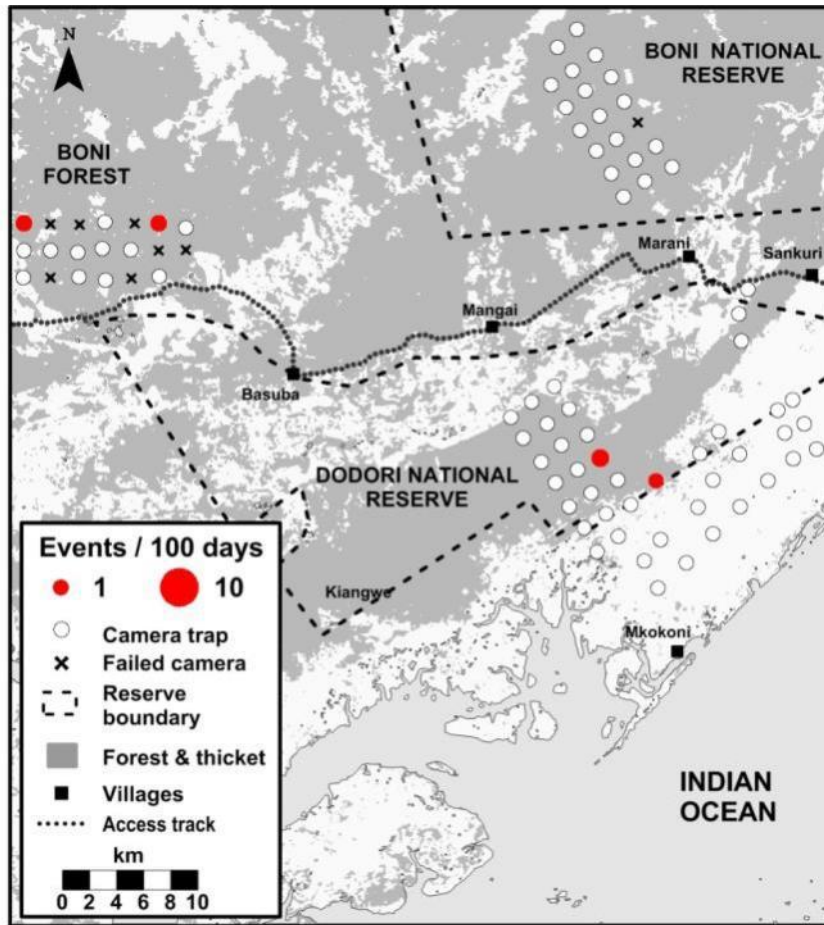 N
BONI NATIONAL
RESERVE
BONI
FOREST
Marani
Sankuri
Mangai
Basuba
DODORI NATIONAL
RESERVE
Kiangwe
Mkokoni
INDIAN
OCEAN
Events / 100 days
1 10
Camera trap
Failed camera
Reserve
boundary
Forest & thicket
Villages
Access track
km
0 2 4 6 8 10